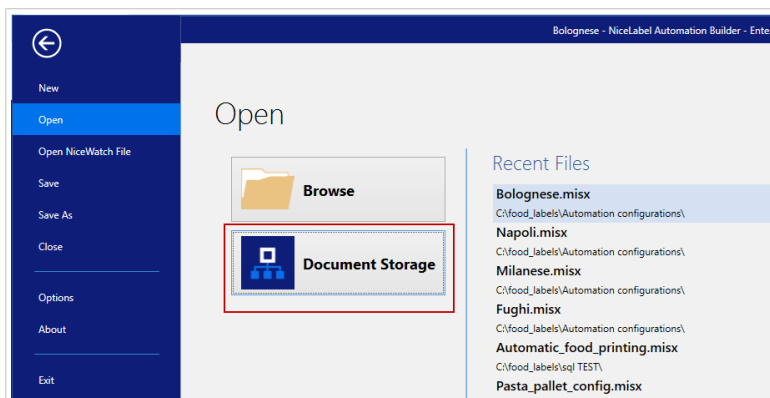 Bolognese - NiceLabel Automation Builder - Ente
New
Open
Open NiceWatch File
Save
Save As
Close
Options
About
Exit
Open
Browse
Document Storage
Recent Files
Bolognese.misx
C:\food_labels\Automation configurations\
Napoli.misx
C:\food_labels\Automation configurations\
Milanese.misx
C:\food_labels\Automation configurations\
Fughi.misx
C:\food_labels\Automation configurations\
Automatic_food_printing.misx
C:\food_labels\sql TEST\
Pasta_pallet_config.misx